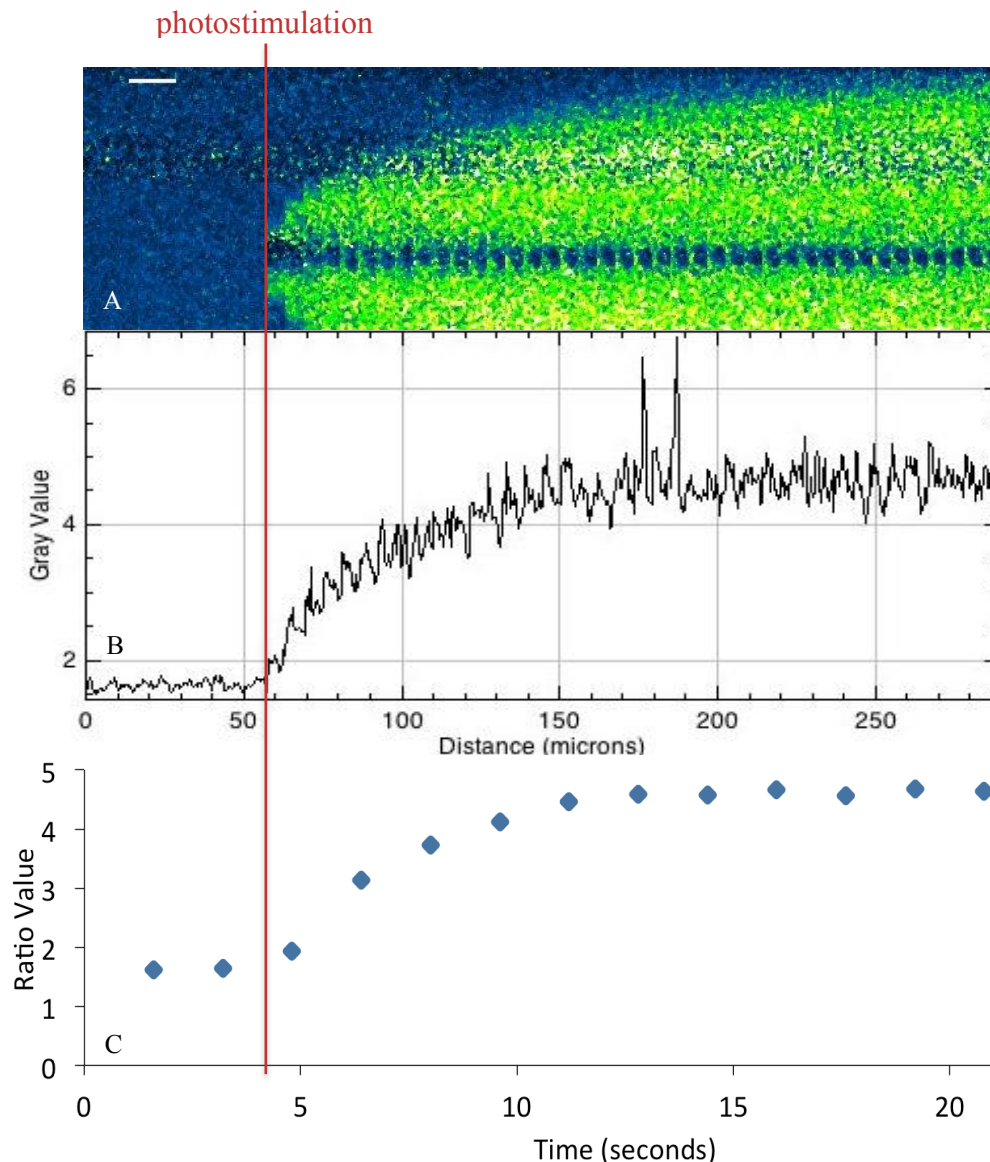 photostimulation
A
6
4
2
Gray Value
B
0 50 100 150 200 250
Distance (microns)
5
4
3
2
1
0
Ratio Value
C
0 5 10 15 20
Time (seconds)